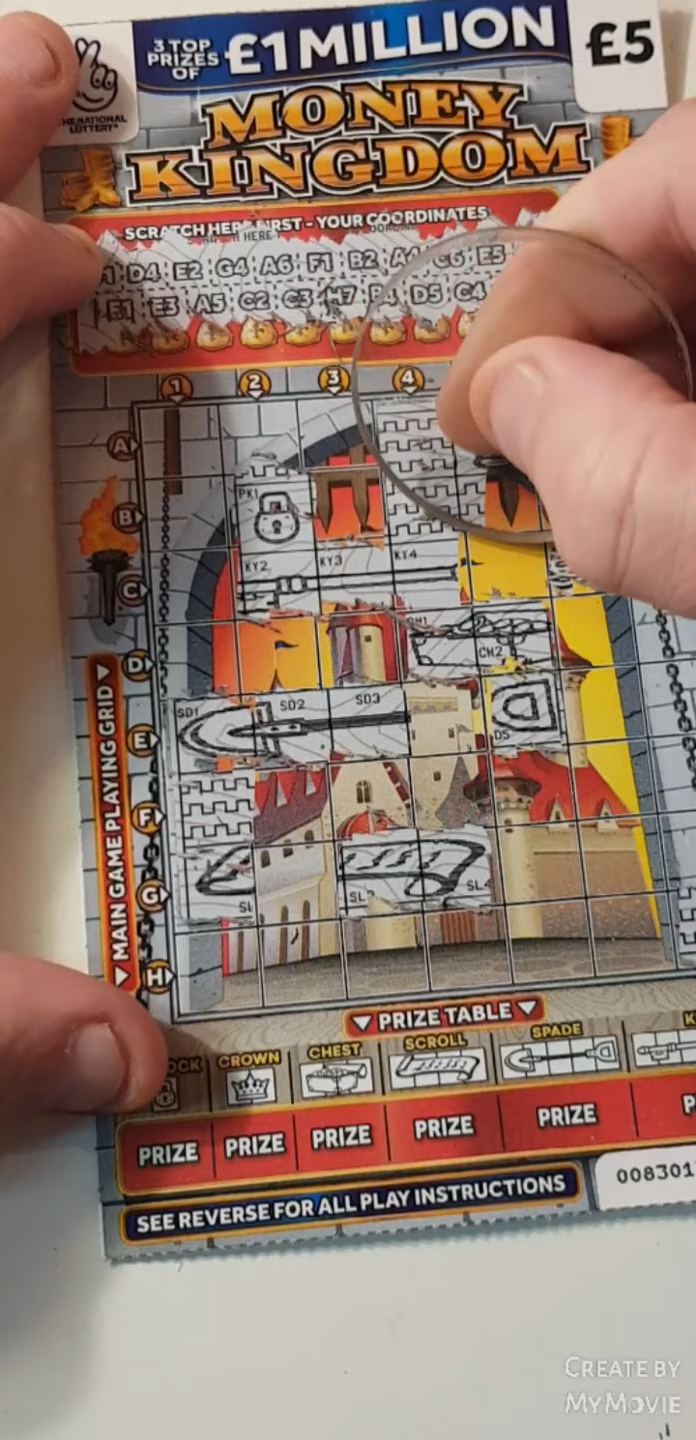 3 TOP
PRIZES
OF
£1 MILLION
£5
THE NATIONAL
LOTTERY®
MONEY
KINGDOM
SCRATCH HERE FIRST - YOUR COORDINATES
D4 E2 G4 A6 F1 B2 A4 C6 E5
E1 E3 A5 C2 C3 H7 B4 D5 C4
1 2 3 4
A
B
C
D
E
F
G
H
PK1
KY2 KY3 KY4
CH2
SD1 SD2 SD3
D5
SL4
▼ MAIN GAME PLAYING GRID ▼
▼ PRIZE TABLE ▼
CROWN CHEST SCROLL SPADE
PRIZE PRIZE PRIZE PRIZE PRIZE
SEE REVERSE FOR ALL PLAY INSTRUCTIONS
008301
CREATE BY
MYMOVIE